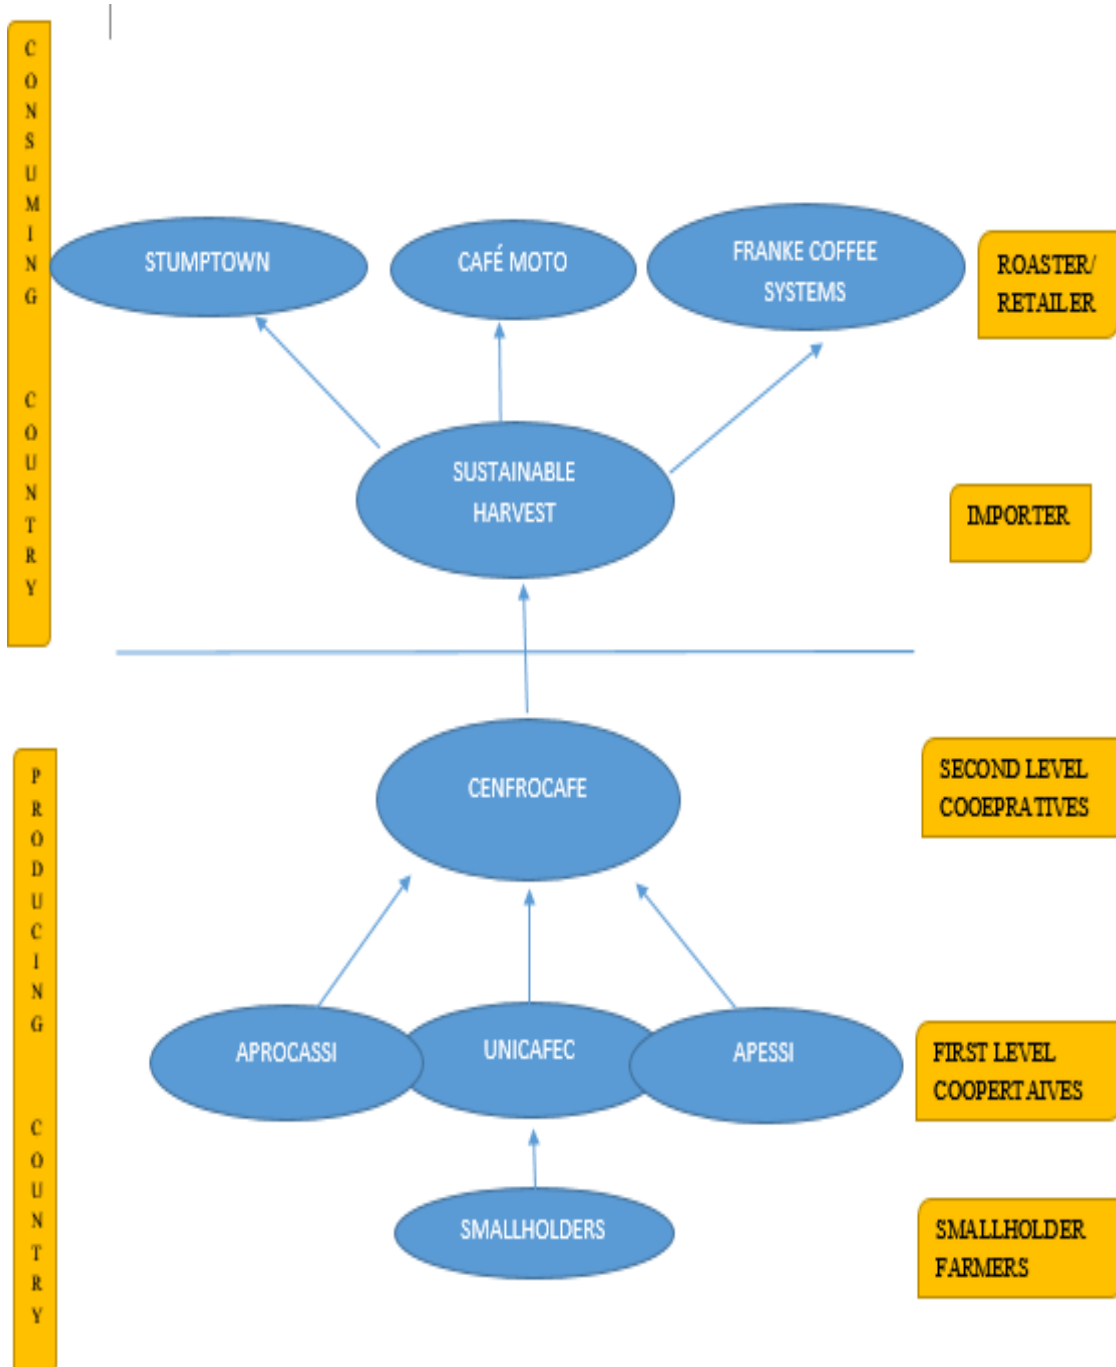 CONSUMING COUNTRY
STUMPTOWN
CAFÉ MOTO
FRANKE COFFEE
SYSTEMS
ROASTER/
RETAILER
SUSTAINABLE
HARVEST
IMPORTER
PRODUCING COUNTRY
CENFROCAFE
SECOND LEVEL
COOEPRATIVES
APROCASSI
UNICAFEC
APESSI
FIRST LEVEL
COOPERTAIVES
SMALLHOLDERS
SMALLHOLDER
FARMERS